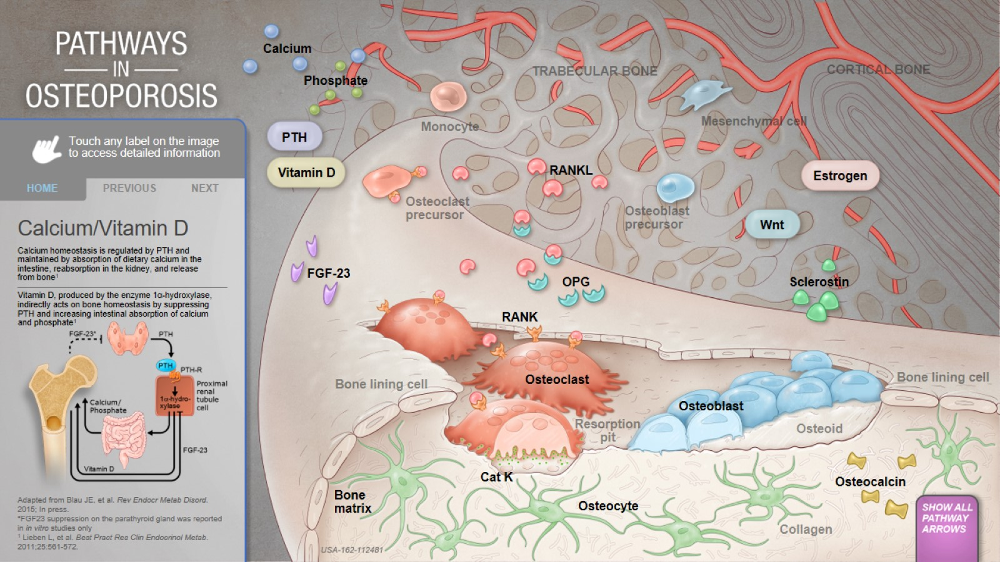 PATHWAYS
IN
OSTEOPOROSIS
Touch any label on the image
to access detailed information
HOME
PREVIOUS
NEXT
Calcium/Vitamin D
Calcium homeostasis is regulated by PTH and
maintained by absorption of dietary calcium in the
intestine, reabsorption in the kidney, and release
from bone¹
Vitamin D, produced by the enzyme 1α-hydroxylase,
indirectly acts on bone homeostasis by suppressing
PTH and increasing intestinal absorption of calcium
and phosphate¹
FGF-23*
PTH
PTH
PTH-R
1α-hydro-
xylase
Proximal
renal
tubule
cell
Calcium/
Phosphate
FGF-23
Vitamin D
Adapted from Blau JE, et al. Rev Endocr Metab Disord.
2015; In press.
*FGF23 suppression on the parathyroid gland was reported
in in vitro studies only
¹ Lieben L, et al. Best Pract Res Clin Endocrinol Metab.
2011;25:561-572.
Calcium
Phosphate
PTH
Vitamin D
Monocyte
TRABECULAR BONE
CORTICAL BONE
Mesenchymal cell
RANKL
Estrogen
Osteoclast
precursor
Osteoblast
precursor
Wnt
FGF-23
OPG
Sclerostin
RANK
Osteoclast
Bone lining cell
Bone lining cell
Osteoblast
Resorption
pit
Osteoid
Cat K
Osteocalcin
Bone
matrix
Osteocyte
Collagen
SHOW ALL
PATHWAY
ARROWS
USA-162-112481